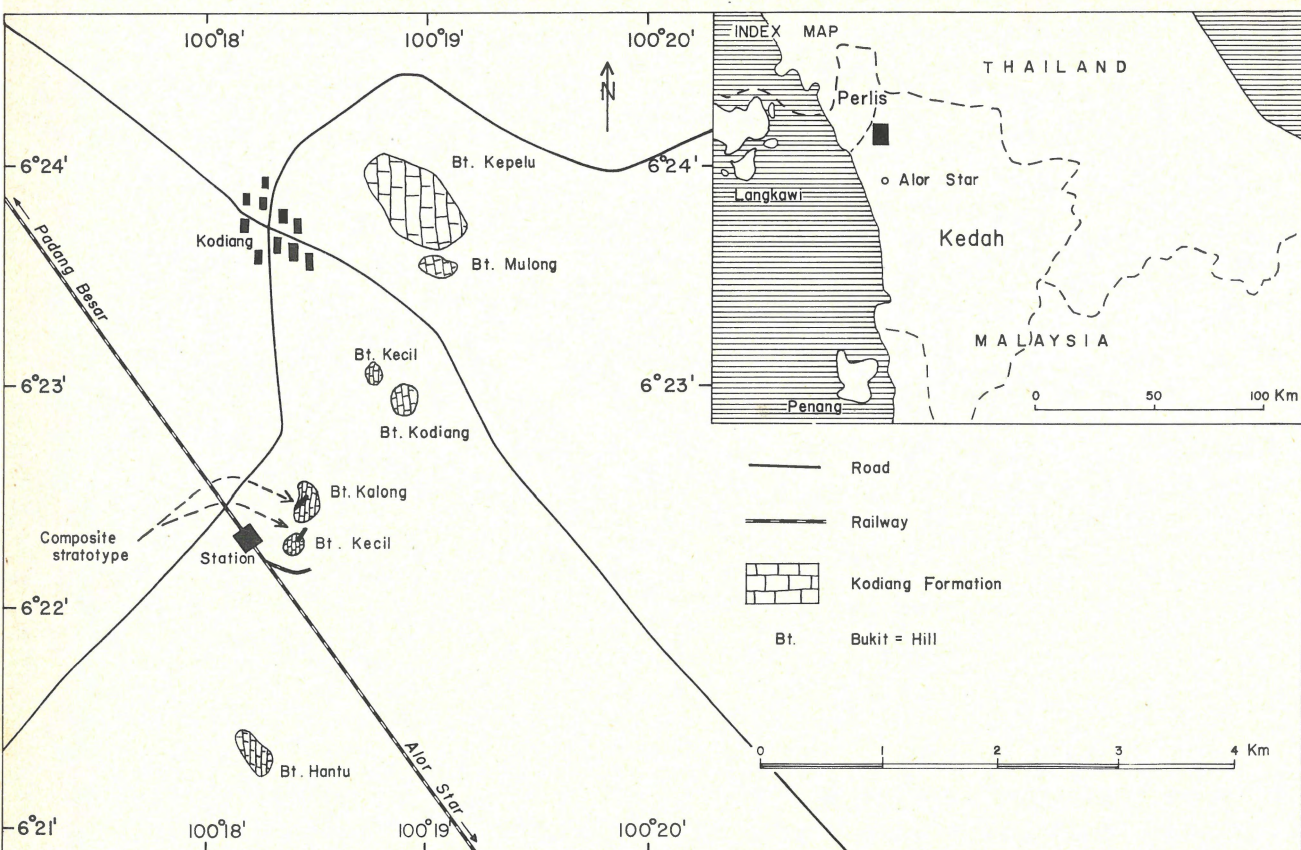 100°18'
100°19'
100°20'
N
6°24'
6°24'
Bt. Kepelu
Kodiang
Bt. Mulong
Padang Besar
Bt. Kecil
6°23'
6°23'
Bt. Kodiang
Bt. Kalong
Composite
stratotype
Station
Bt. Kecil
6°22'
Bt. Hantu
Alor Star
6°21'
100°18'
100°19'
100°20'
INDEX MAP
THAILAND
Perlis
Alor Star
Langkawi
Kedah
MALAYSIA
Penang
0 50 100 Km
Road
Railway
Kodiang Formation
Bt. Bukit = Hill
0 1 2 3 4 Km